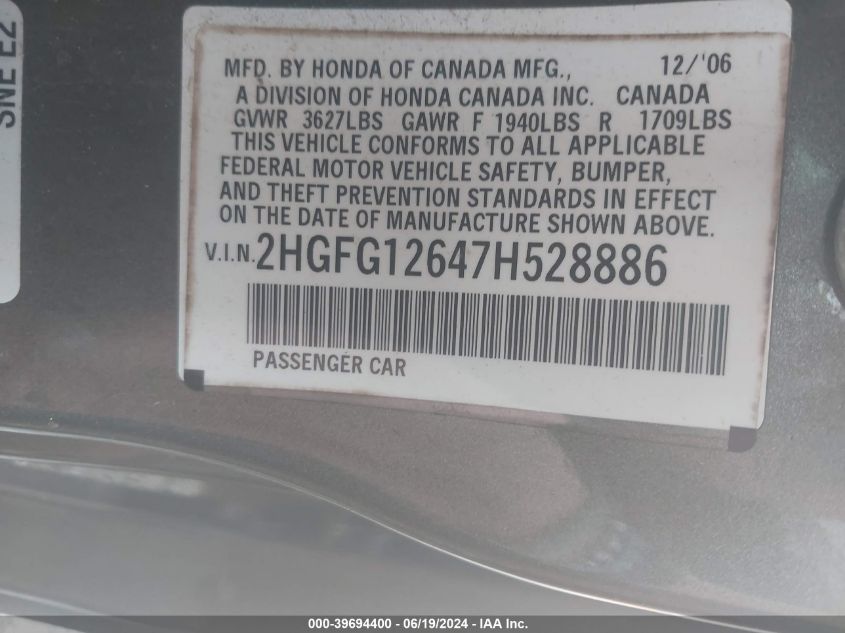 SNE E2
MFD. BY HONDA OF CANADA MFG., 12/'06
A DIVISION OF HONDA CANADA INC. CANADA
GVWR 3627LBS GAWR F 1940LBS R 1709LBS
THIS VEHICLE CONFORMS TO ALL APPLICABLE
FEDERAL MOTOR VEHICLE SAFETY, BUMPER,
AND THEFT PREVENTION STANDARDS IN EFFECT
ON THE DATE OF MANUFACTURE SHOWN ABOVE.
V.I.N. 2HGFG12647H528886
PASSENGER CAR
000-39694400 - 06/19/2024 - IAA Inc.